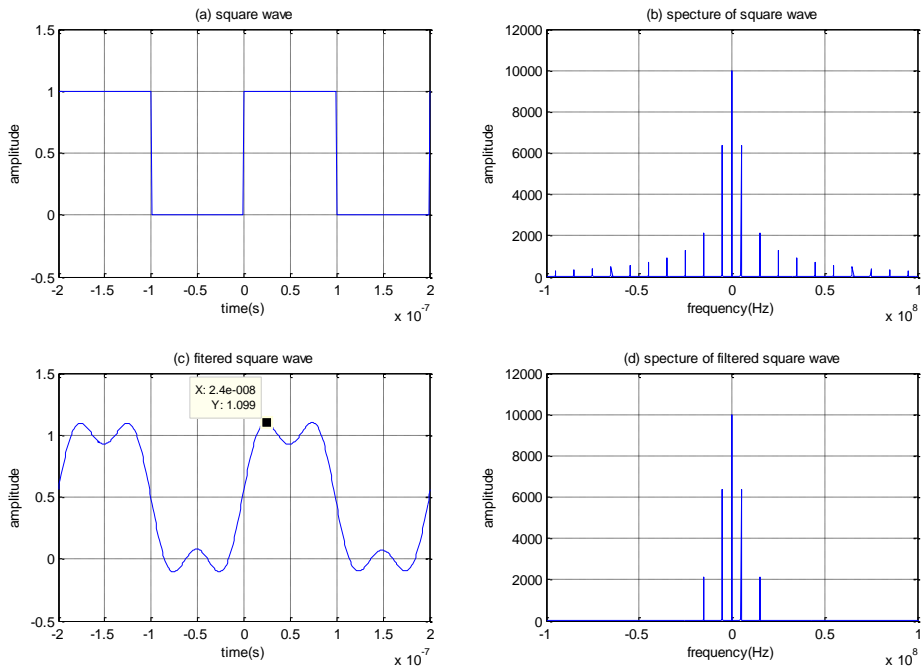 (a) square wave
1.5
1
0.5
0
-0.5
amplitude
-2 -1.5 -1 -0.5 0 0.5 1 1.5 2
time(s)
x 10^-7
(b) specture of square wave
12000
10000
8000
6000
4000
2000
0
amplitude
-1 -0.5 0 0.5 1
frequency(Hz)
x 10^8
(c) fitered square wave
1.5
1
0.5
0
-0.5
amplitude
X: 2.4e-008
Y: 1.099
-2 -1.5 -1 -0.5 0 0.5 1 1.5 2
time(s)
x 10^-7
(d) specture of filtered square wave
12000
10000
8000
6000
4000
2000
0
amplitude
-1 -0.5 0 0.5 1
frequency(Hz)
x 10^8